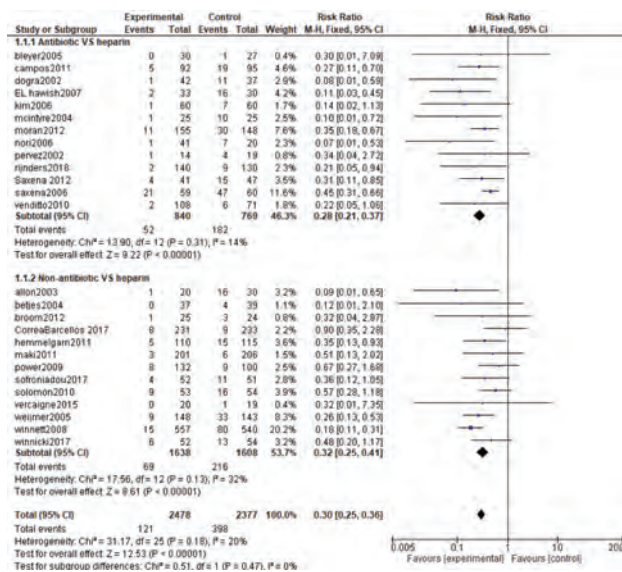 Experimental Control Risk Ratio Risk Ratio
Study or Subgroup Events Total Events Total Weight M-H, Fixed, 95% CI M-H, Fixed, 95% CI
1.1.1 Antibiotic VS heparin
bleyer2005 0 30 1 27 0.4% 0.30 [0.01, 7.09]
campos2011 5 92 19 95 4.6% 0.27 [0.11, 0.70]
dogra2002 1 42 11 37 2.8% 0.08 [0.01, 0.59]
EL hawish2007 2 33 16 30 4.1% 0.11 [0.03, 0.45]
kim2006 1 60 7 60 1.7% 0.14 [0.02, 1.13]
mcintyre2004 1 25 10 25 2.4% 0.10 [0.01, 0.72]
moran2012 11 155 30 148 7.5% 0.35 [0.18, 0.67]
nori2006 1 41 7 20 2.3% 0.07 [0.01, 0.53]
pervez2002 1 14 4 19 0.8% 0.34 [0.04, 2.72]
rijnders2018 2 140 9 130 2.3% 0.21 [0.05, 0.94]
Saxena 2012 4 41 15 47 3.4% 0.31 [0.11, 0.85]
saxena2006 21 59 47 60 11.4% 0.45 [0.31, 0.66]
venditto2010 2 108 6 71 1.8% 0.22 [0.05, 1.06]
Subtotal (95% CI) 840 769 46.3% 0.28 [0.21, 0.37]
Total events 52 182
Heterogeneity: Chi² = 13.90, df = 12 (P = 0.31); I² = 14%
Test for overall effect: Z = 9.22 (P < 0.00001)
1.1.2 Non-antibiotic VS heparin
allon2003 1 20 16 30 3.2% 0.09 [0.01, 0.65]
betjes2004 0 37 4 39 1.1% 0.12 [0.01, 2.10]
broom2012 1 25 3 24 0.8% 0.32 [0.04, 2.87]
CorreaBarcellos 2017 8 231 9 233 2.2% 0.90 [0.35, 2.28]
hemmelgarn2011 5 110 15 115 3.6% 0.35 [0.13, 0.93]
maki2011 3 201 6 206 1.5% 0.51 [0.13, 2.02]
power2009 8 132 9 100 2.5% 0.67 [0.27, 1.68]
sofroniadou2017 4 52 11 51 2.7% 0.36 [0.12, 1.05]
solomon2010 9 53 16 54 3.9% 0.57 [0.28, 1.18]
vercaigne2015 0 20 1 19 0.4% 0.32 [0.01, 7.35]
weijmer2005 9 148 33 143 8.2% 0.26 [0.13, 0.53]
winnett2008 15 557 80 540 20.0% 0.18 [0.11, 0.31]
winnicki2017 6 52 13 54 3.1% 0.48 [0.20, 1.17]
Subtotal (95% CI) 1638 1608 53.7% 0.32 [0.25, 0.41]
Total events 69 216
Heterogeneity: Chi² = 17.56, df = 12 (P = 0.13); I² = 32%
Test for overall effect: Z = 8.61 (P < 0.00001)
Total (95% CI) 2478 2377 100.0% 0.30 [0.25, 0.36]
Total events 121 398
Heterogeneity: Chi² = 31.17, df = 25 (P = 0.18); I² = 20%
Test for overall effect: Z = 12.53 (P < 0.00001)
Test for subgroup differences: Chi² = 0.51, df = 1 (P = 0.47), I² = 0%
0.005 0.1 1 10 200
Favours [experimental] Favours [control]